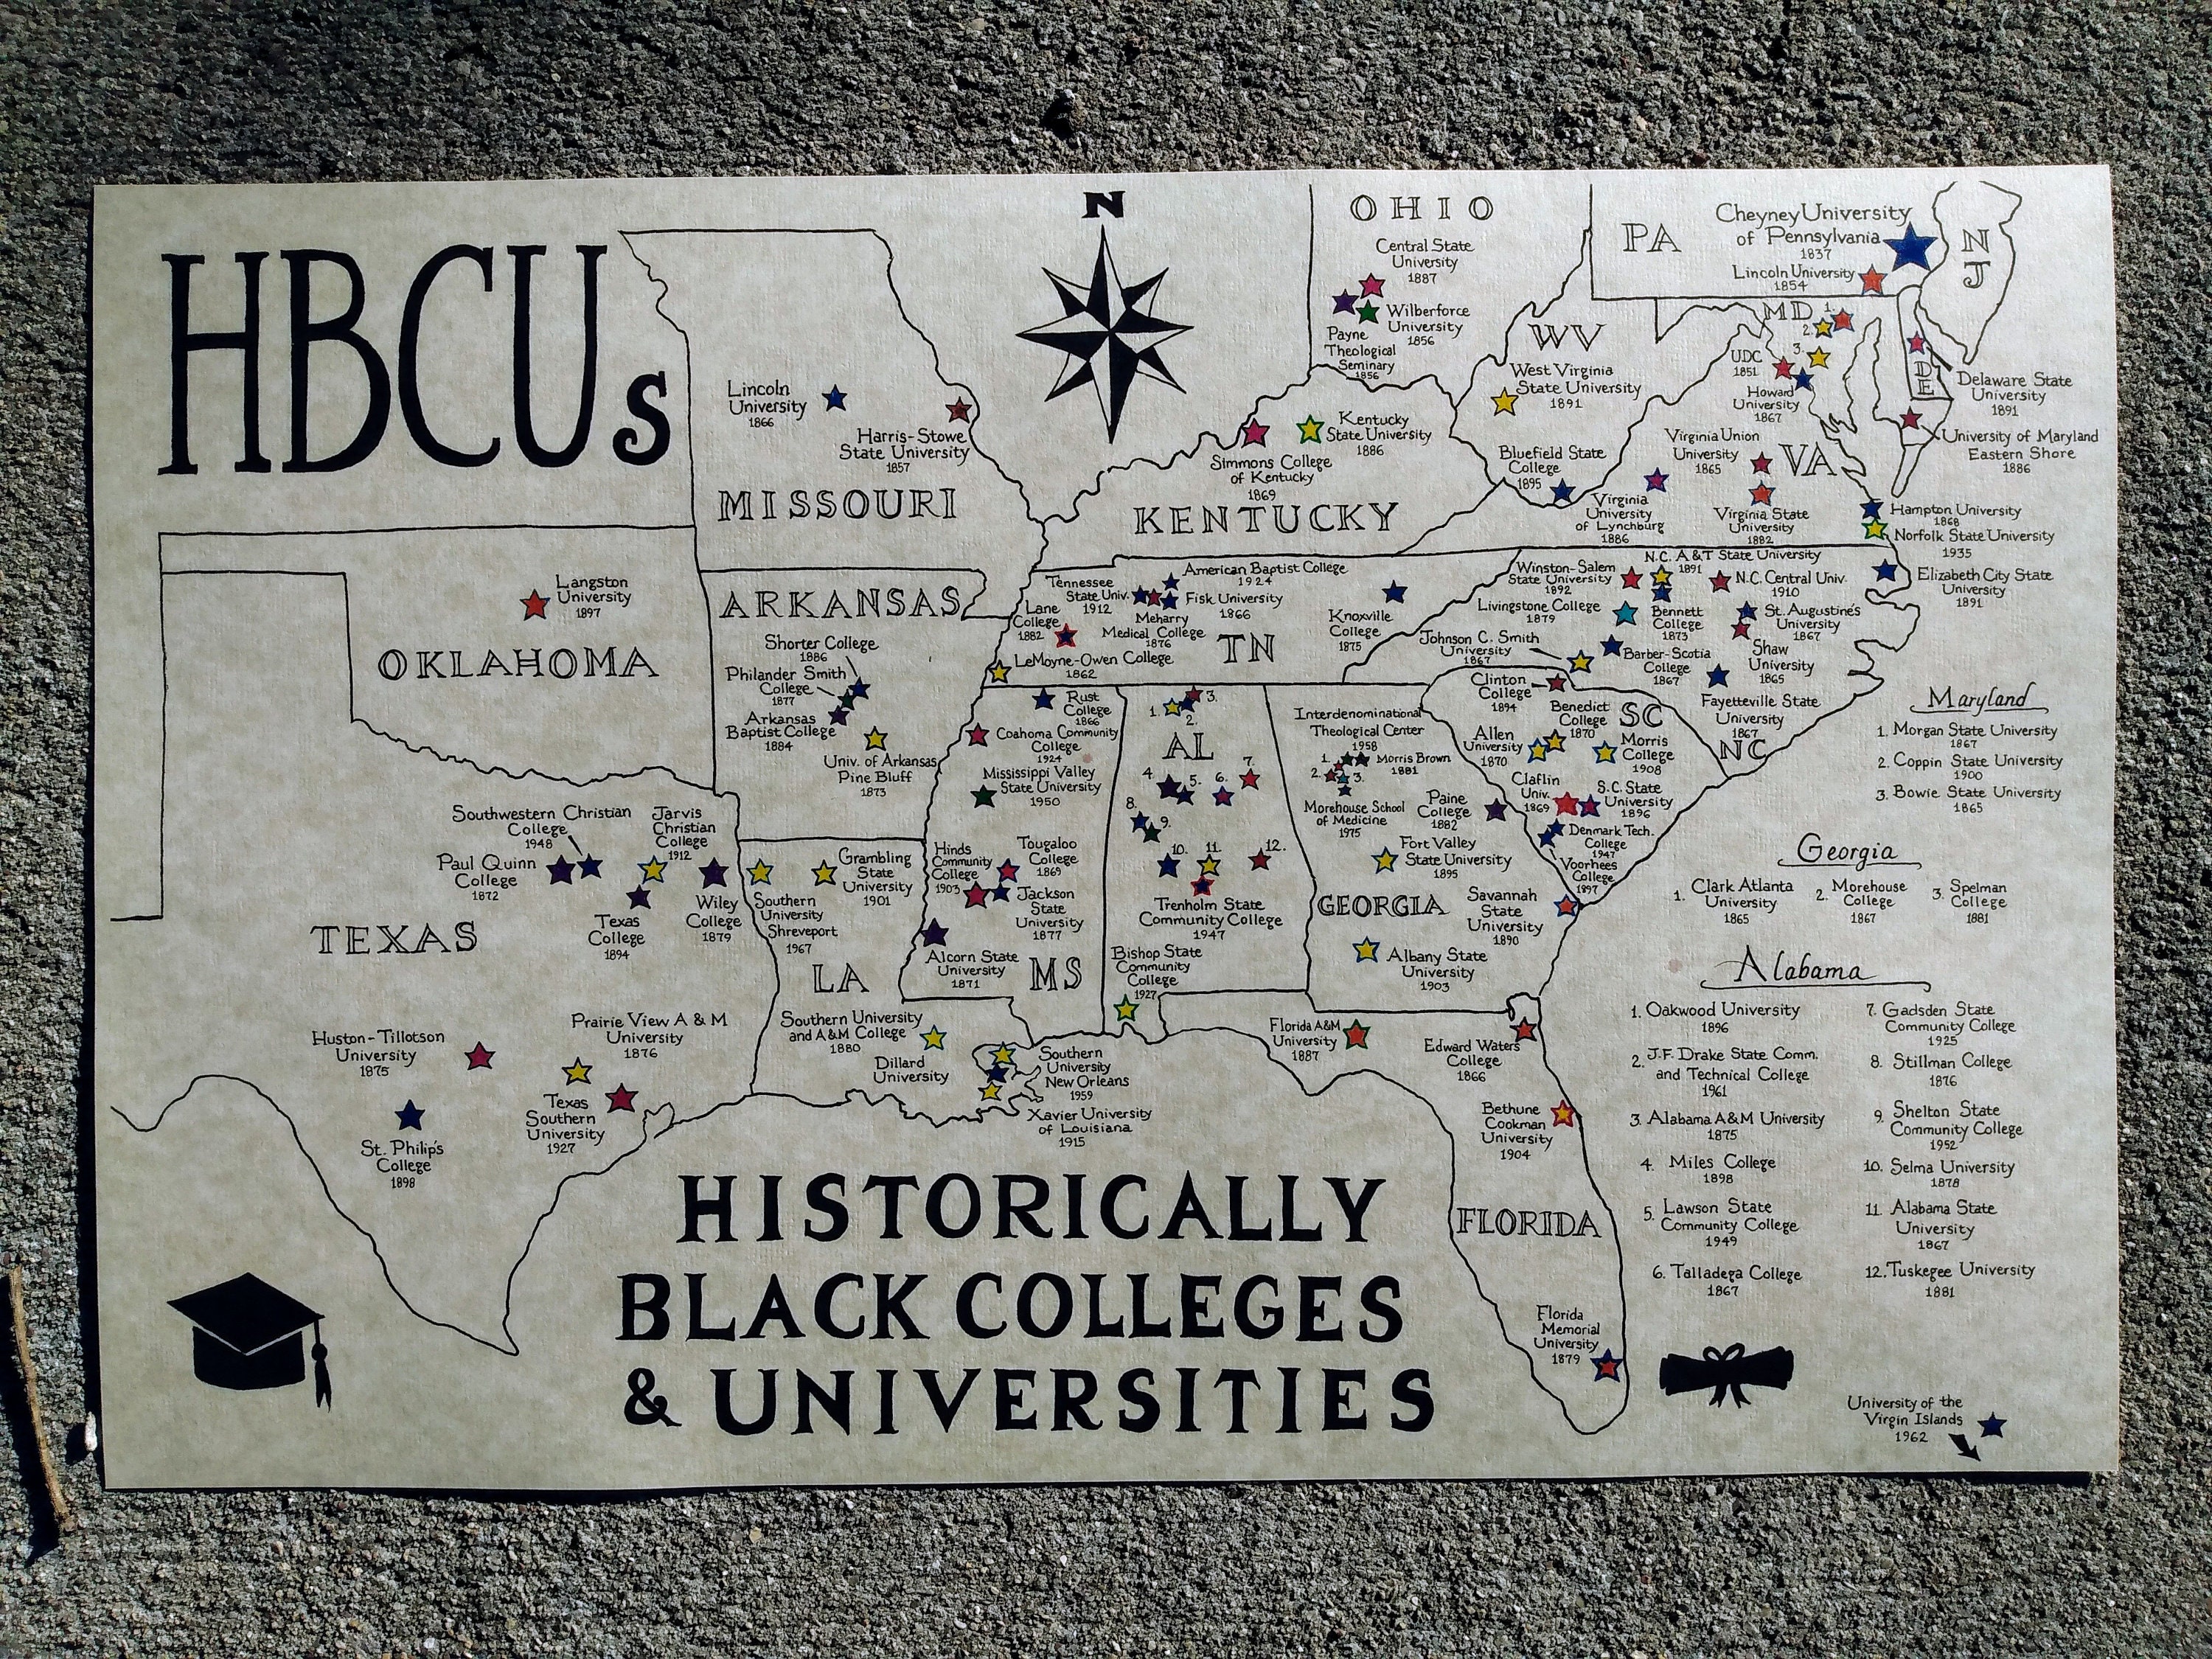 HBCUs
N
OHIO
Central State
University
1887
Wilberforce
University
1856
Payne
Theological
Seminary
1856
PA
Cheyney University
of Pennsylvania
1837
Lincoln University
1854
N
J
MD
1.
2.
3.
UDC
1851
Howard
University
1867
DE
Delaware State
University
1891
University of Maryland
Eastern Shore
1886
WV
West Virginia
State University
1891
Bluefield State
College
1895
Virginia Union
University
1865
VA
Virginia
University
of Lynchburg
1886
Virginia State
University
1882
Hampton University
1868
Norfolk State University
1935
Lincoln
University
1866
Harris-Stowe
State University
1857
MISSOURI
Simmons College
of Kentucky
1869
Kentucky
State University
1886
KENTUCKY
Langston
University
1897
OKLAHOMA
ARKANSAS
Shorter College
1886
Philander Smith
College
1877
Arkansas
Baptist College
1884
Univ. of Arkansas
Pine Bluff
1873
American Baptist College
1924
Tennessee
State Univ.
1912
Fisk University
1866
Lane
College
1882
Meharry
Medical College
1876
TN
Knoxville
College
1875
LeMoyne-Owen College
1862
N.C. A&T State University
1891
Winston-Salem
State University
1892
N.C. Central Univ.
1910
Elizabeth City State
University
1891
Livingstone College
1879
Bennett
College
1873
St. Augustine's
1867
Johnson C. Smith
University
1867
Barber-Scotia
College
1867
Shaw
University
1865
Fayetteville State
University
1867
NC
Clinton
College
1894
Benedict
College
1870
SC
Allen
University
1870
Morris
College
1908
Claflin
Univ.
1869
S.C. State
University
1896
Denmark Tech.
College
1947
Voorhees
College
1897
Rust
College
1866
Coahoma Community
College
1924
Mississippi Valley
State University
1950
Hinds
Community
College
1903
Tougaloo
College
1869
Jackson
State
University
1877
Alcorn State
University
1871
MS
1.
2.
3.
AL
4.
5.
6.
7.
8.
9.
10.
11.
12.
Trenholm State
Community College
1947
Bishop State
Community
College
1927
Interdenominational
Theological Center
1958
1.
Morris Brown
1881
2.
3.
Morehouse School
of Medicine
1975
Paine
College
1882
Fort Valley
State University
1895
GEORGIA
Savannah
State
University
1890
Albany State
University
1903
Southwestern Christian
College
1948
Jarvis
Christian
College
1912
Paul Quinn
College
1872
Texas
College
1894
Wiley
College
1879
TEXAS
Huston-Tillotson
University
1875
Prairie View A & M
University
1876
Texas
Southern
University
1927
St. Philip's
College
1898
Southern
University
Shreveport
1967
Grambling
State
University
1901
LA
Southern University
and A&M College
1880
Dillard
University
Southern
University
New Orleans
1959
Xavier University
of Louisiana
1915
Florida A&M
University
1887
Edward Waters
College
1866
Bethune
Cookman
University
1904
FLORIDA
Florida
Memorial
University
1879
Maryland
1. Morgan State University
1867
2. Coppin State University
1900
3. Bowie State University
1865
Georgia
1. Clark Atlanta
University
1865
2. Morehouse
College
1867
3. Spelman
College
1881
Alabama
1. Oakwood University
1896
2. J.F. Drake State Comm.
and Technical College
1961
3. Alabama A&M University
1875
4. Miles College
1898
5. Lawson State
Community College
1949
6. Talladega College
1867
7. Gadsden State
Community College
1925
8. Stillman College
1876
9. Shelton State
Community College
1952
10. Selma University
1878
11. Alabama State
University
1867
12. Tuskegee University
1881
HISTORICALLY
BLACK COLLEGES
& UNIVERSITIES
University of the
Virgin Islands
1962